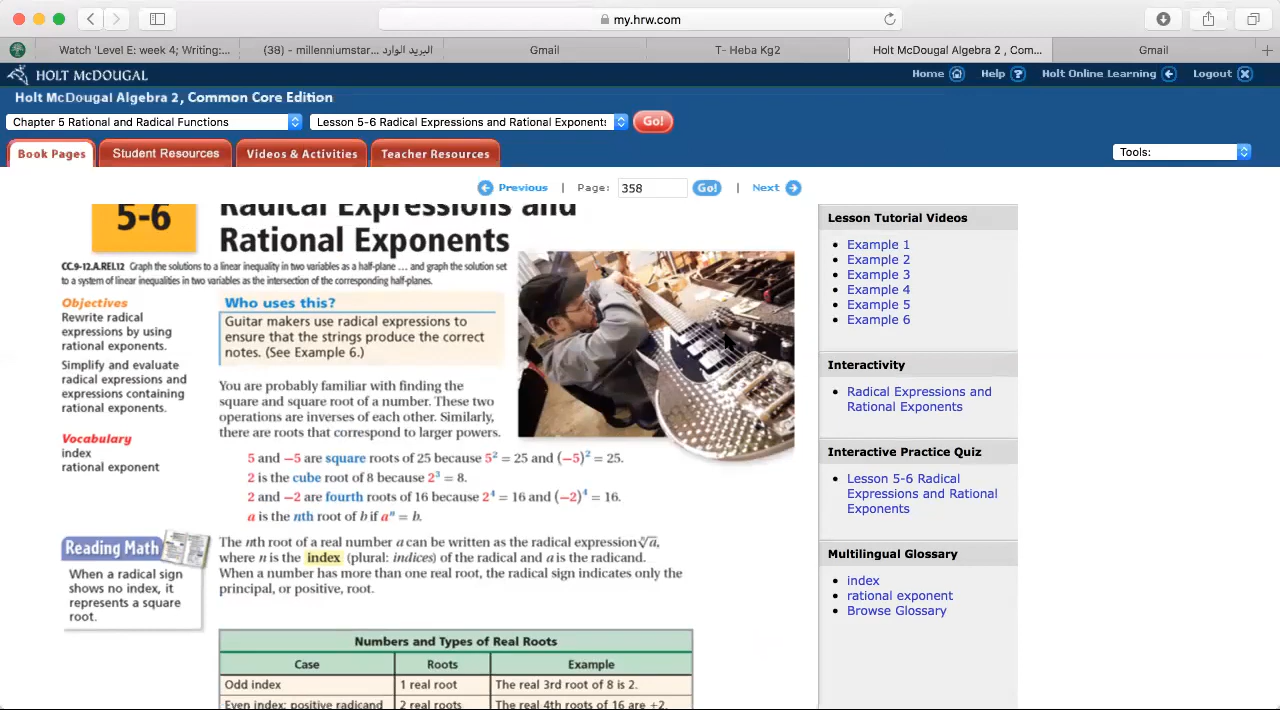 my.hrw.com
Watch 'Level E: week 4; Writing:...
(38) - millenniumstar... البريد الوارد
Gmail
T- Heba Kg2
Holt McDougal Algebra 2 , Com...
Gmail
HOLT McDOUGAL
Home
Help ?
Holt Online Learning
Logout
Holt McDougal Algebra 2, Common Core Edition
Chapter 5 Rational and Radical Functions
Lesson 5-6 Radical Expressions and Rational Exponents
Go!
Book Pages
Student Resources
Videos & Activities
Teacher Resources
Tools:
Previous | Page: 358 Go! | Next
5-6
Radical Expressions and
Rational Exponents
CC.9-12.A.REI.12 Graph the solutions to a linear inequality in two variables as a half-plane ... and graph the solution set
to a system of linear inequalities in two variables as the intersection of the corresponding half-planes.
Objectives
Rewrite radical
expressions by using
rational exponents.
Simplify and evaluate
radical expressions and
expressions containing
rational exponents.
Vocabulary
index
rational exponent
Who uses this?
Guitar makers use radical expressions to
ensure that the strings produce the correct
notes. (See Example 6.)
You are probably familiar with finding the
square and square root of a number. These two
operations are inverses of each other. Similarly,
there are roots that correspond to larger powers.
5 and −5 are square roots of 25 because 5² = 25 and (−5)² = 25.
2 is the cube root of 8 because 2³ = 8.
2 and −2 are fourth roots of 16 because 2⁴ = 16 and (−2)⁴ = 16.
a is the nth root of b if aⁿ = b.
Reading Math
When a radical sign
shows no index, it
represents a square
root.
The nth root of a real number a can be written as the radical expression ⁿ√a,
where n is the index (plural: indices) of the radical and a is the radicand.
When a number has more than one real root, the radical sign indicates only the
principal, or positive, root.
Numbers and Types of Real Roots
Case Roots Example
Odd index 1 real root The real 3rd root of 8 is 2.
Even index; positive radicand 2 real roots The real 4th roots of 16 are ±2.
Lesson Tutorial Videos
Example 1
Example 2
Example 3
Example 4
Example 5
Example 6
Interactivity
Radical Expressions and
Rational Exponents
Interactive Practice Quiz
Lesson 5-6 Radical
Expressions and Rational
Exponents
Multilingual Glossary
index
rational exponent
Browse Glossary